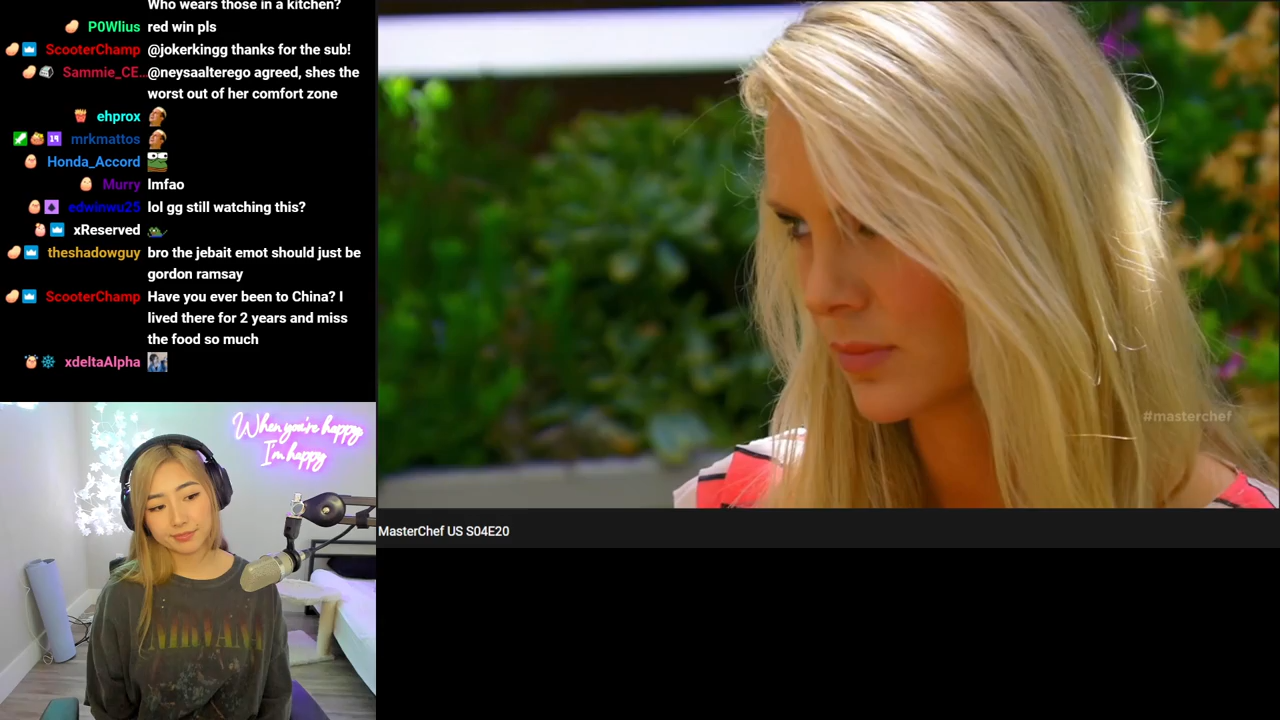 Who wears those in a kitchen?
P0Wlius red win pls
ScooterChamp @jokerkingg thanks for the sub!
Sammie_CE... @neysaalterego agreed, shes the
worst out of her comfort zone
ehprox
19 mrkmattos
Honda_Accord
Murry lmfao
edwinwu25 lol gg still watching this?
xReserved
theshadowguy bro the jebait emot should just be
gordon ramsay
ScooterChamp Have you ever been to China? I
lived there for 2 years and miss
the food so much
xdeltaAlpha
When you're happy
I'm happy
NIRVANA
#masterchef
MasterChef US S04E20